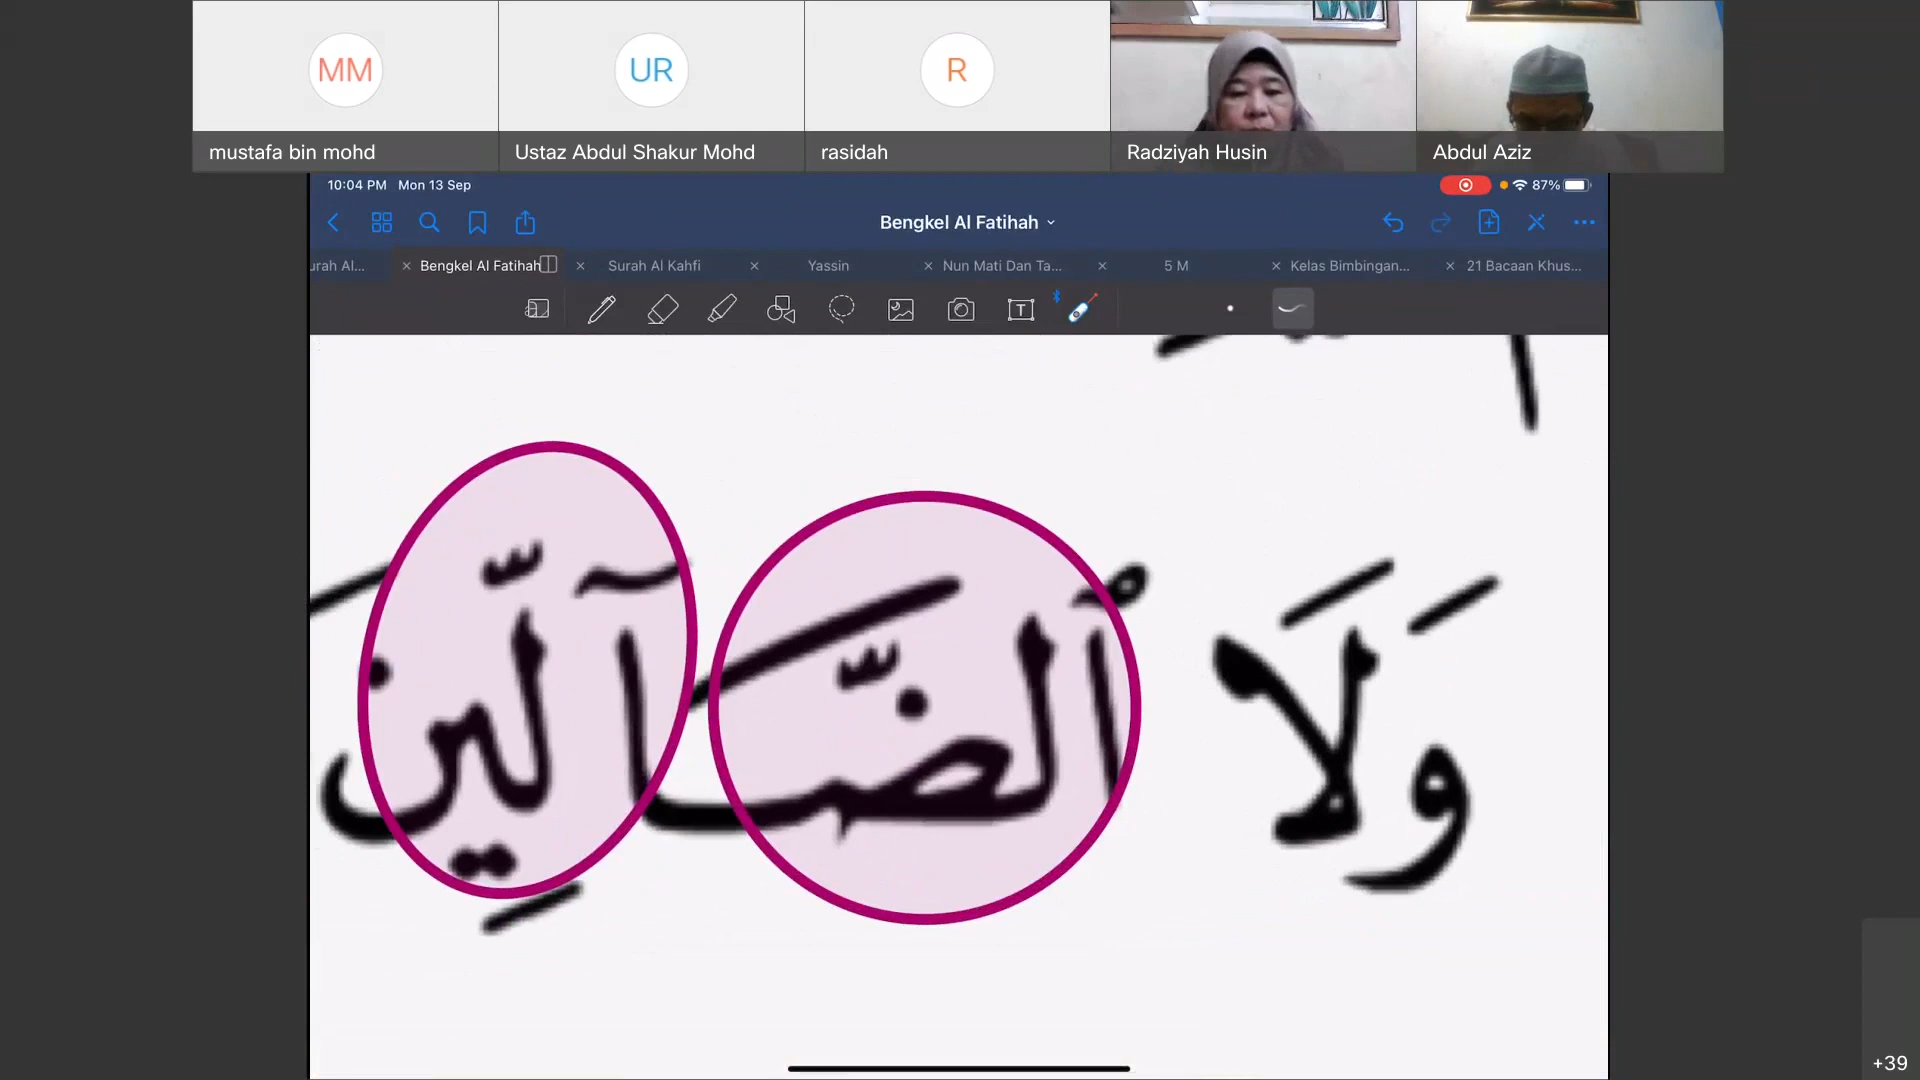 MM
UR
R
mustafa bin mohd
Ustaz Abdul Shakur Mohd
rasidah
Radziyah Husin
Abdul Aziz
10:04 PM Mon 13 Sep
87%
Bengkel Al Fatihah
urah Al...
Bengkel Al Fatihah
Surah Al Kahfi
Yassin
Nun Mati Dan Ta...
5 M
Kelas Bimbingan...
21 Bacaan Khus...
T
وَلَا ٱلضَّآلِّينَ
+39